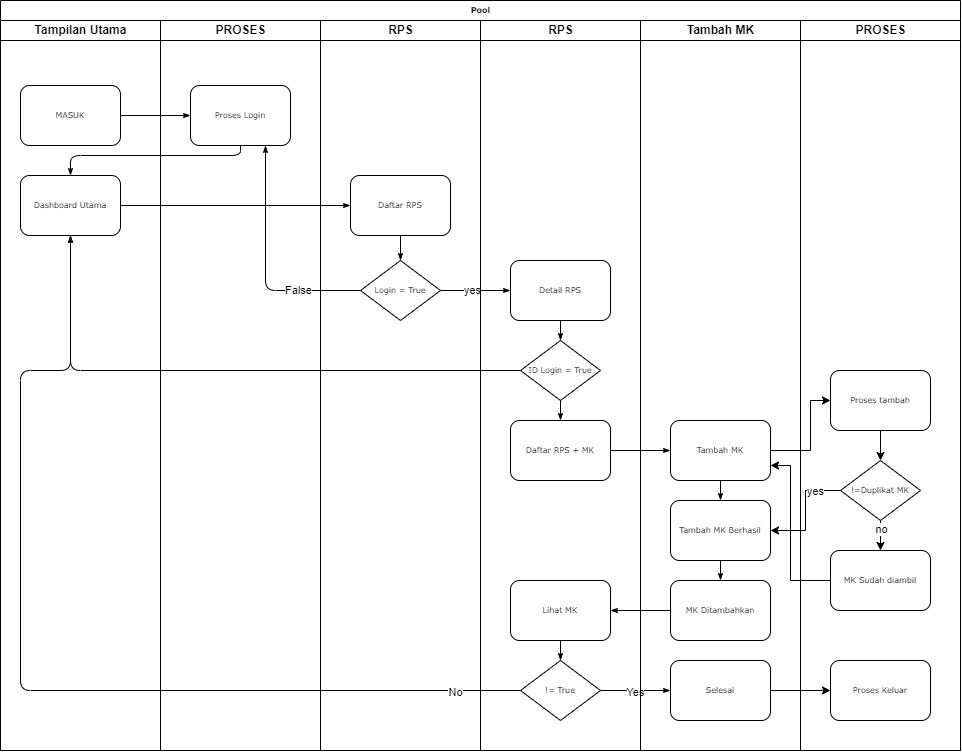 Pool
Tampilan Utama
PROSES
RPS
RPS
Tambah MK
PROSES
MASUK
Proses Login
Dashboard Utama
Daftar RPS
False
Login = True
yes
Detail RPS
ID Login = True
Daftar RPS + MK
Tambah MK
Proses tambah
yes
!=Duplikat MK
Tambah MK Berhasil
no
MK Sudah diambil
Lihat MK
MK Ditambahkan
No
!= True
Yes
Selesai
Proses Keluar